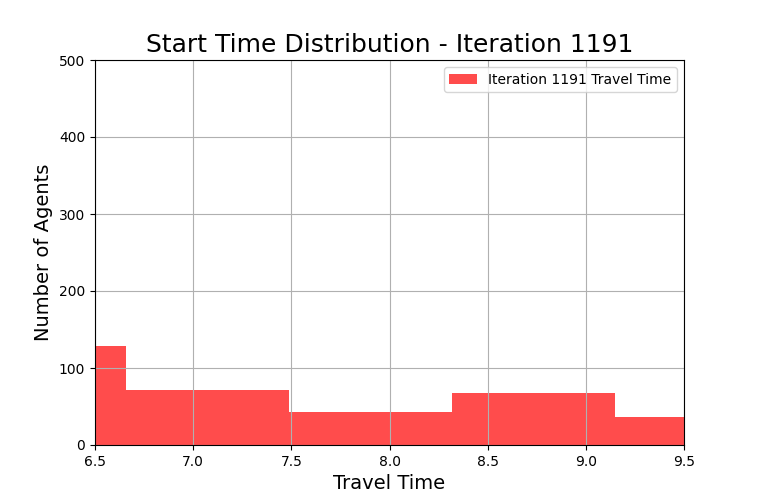 Start Time Distribution - Iteration 1191
Iteration 1191 Travel Time
Number of Agents
500
400
300
200
100
0
6.5 7.0 7.5 8.0 8.5 9.0 9.5
Travel Time